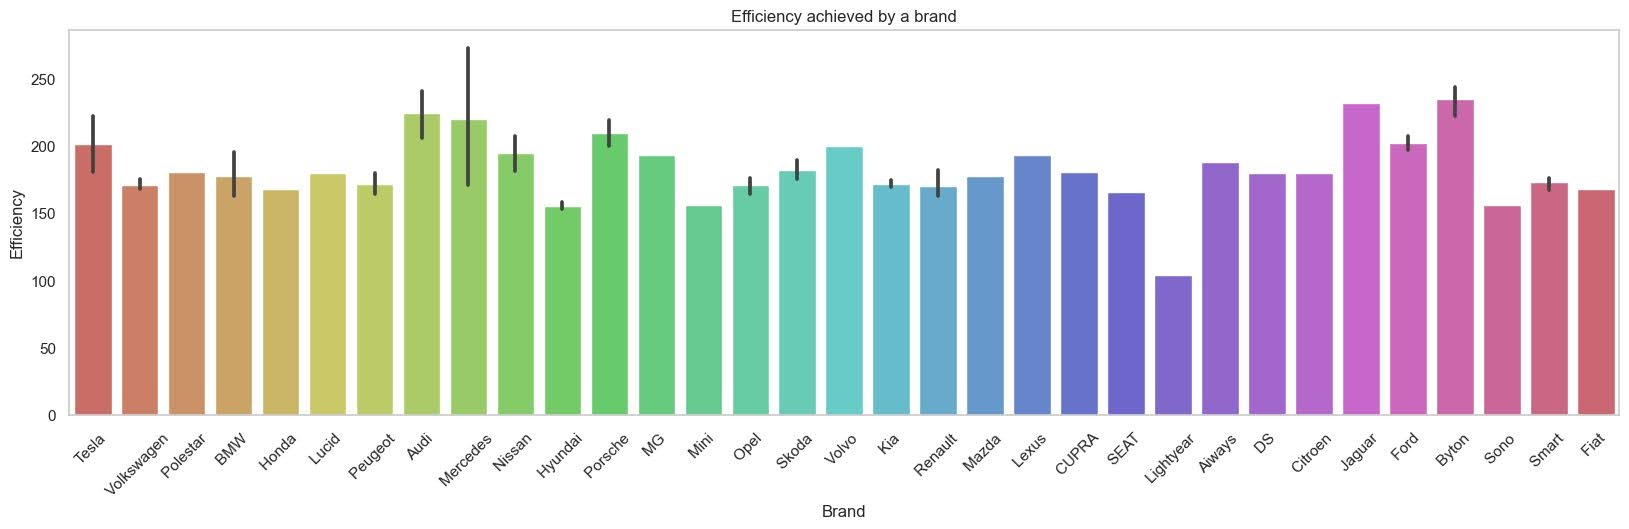 Efficiency achieved by a brand
Efficiency
250
200
150
100
50
0
Tesla
Volkswagen
Polestar
BMW
Honda
Lucid
Peugeot
Audi
Mercedes
Nissan
Hyundai
Porsche
MG
Mini
Opel
Skoda
Volvo
Kia
Renault
Mazda
Lexus
CUPRA
SEAT
Lightyear
Aiways
DS
Citroen
Jaguar
Ford
Byton
Sono
Smart
Fiat
Brand